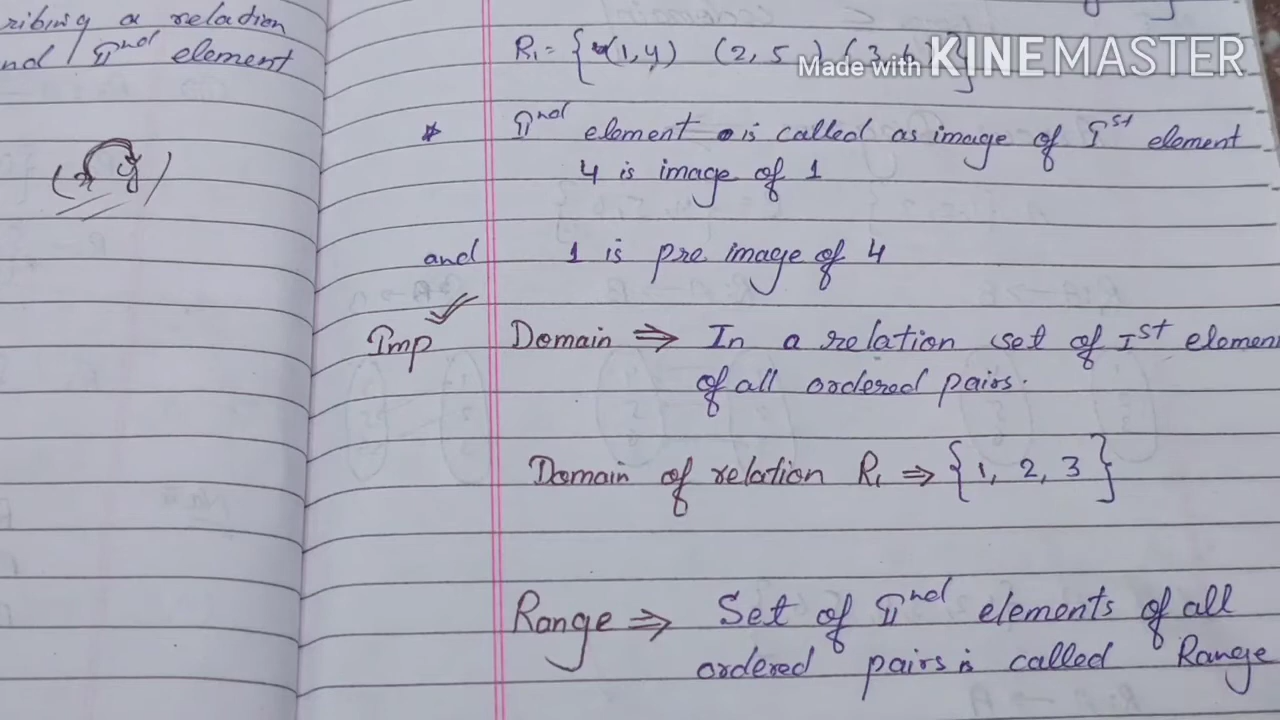 ribing a relation
nd / IInd element
(x y)
R1 = { (1,4) (2, 5 ) (3, 6 ) }
Made with KINEMASTER
* IInd element is called as image of Ist element
4 is image of 1
and 1 is pre image of 4
Imp Domain ⇒ In a relation set of Ist elemen
of all ordered pairs.
Domain of relation R1 ⇒ {1, 2, 3}
Range ⇒ Set of IInd elements of all
ordered pairs is called Range